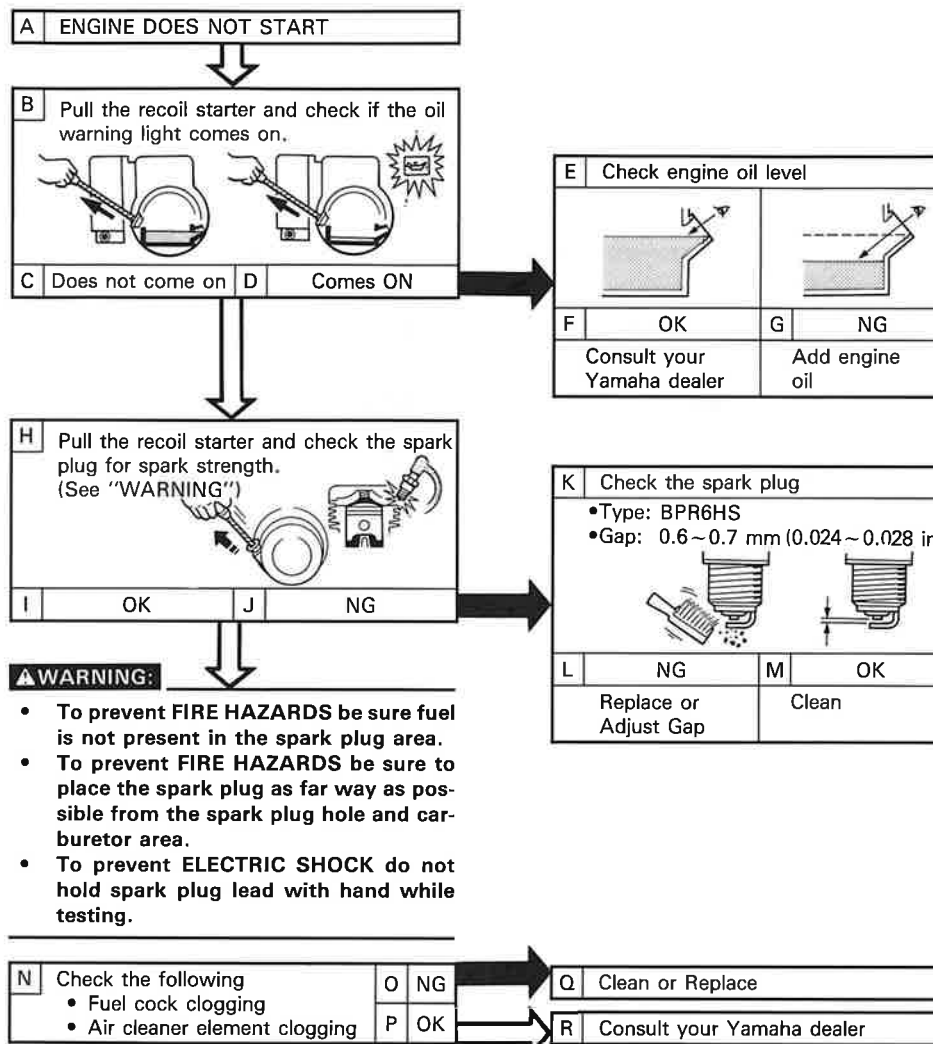 A ENGINE DOES NOT START
B Pull the recoil starter and check if the oil
warning light comes on.
C Does not come on D Comes ON
E Check engine oil level
F OK G NG
Consult your
Yamaha dealer
Add engine
oil
H Pull the recoil starter and check the spark
plug for spark strength.
(See "WARNING")
I OK J NG
K Check the spark plug
•Type: BPR6HS
•Gap: 0.6~0.7 mm (0.024~0.028 in
L NG M OK
Replace or
Adjust Gap
Clean
WARNING:
• To prevent FIRE HAZARDS be sure fuel
is not present in the spark plug area.
• To prevent FIRE HAZARDS be sure to
place the spark plug as far way as pos-
sible from the spark plug hole and car-
buretor area.
• To prevent ELECTRIC SHOCK do not
hold spark plug lead with hand while
testing.
N Check the following
• Fuel cock clogging
• Air cleaner element clogging
O NG
P OK
Q Clean or Replace
R Consult your Yamaha dealer